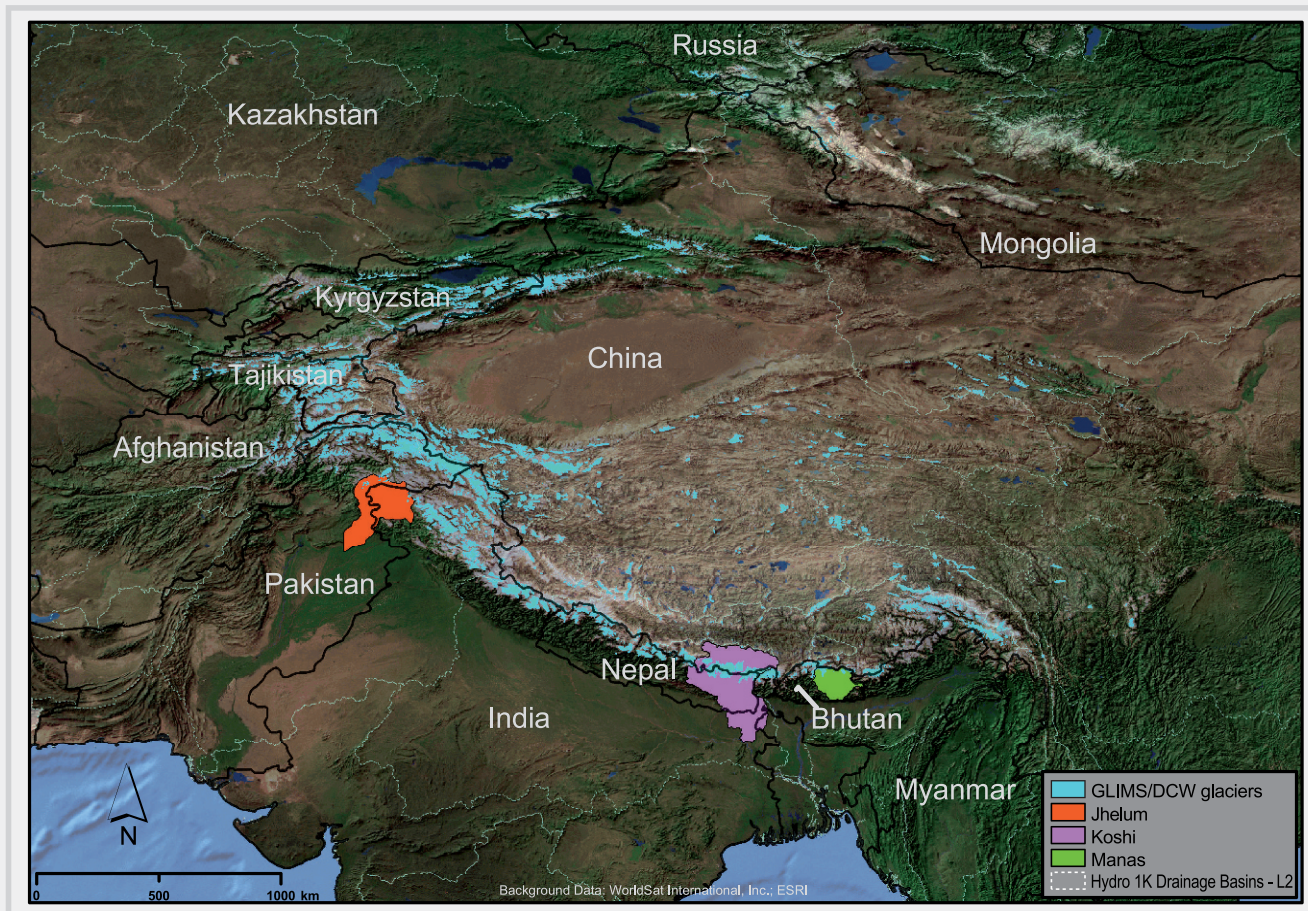 Russia
Kazakhstan
Mongolia
Kyrgyzstan
China
Tajikistan
Afghanistan
Pakistan
Nepal
India
Bhutan
Myanmar
GLIMS/DCW glaciers
Jhelum
Koshi
Manas
Hydro 1K Drainage Basins - L2
N
0 500 1000 km
Background Data: WorldSat International, Inc.; ESRI